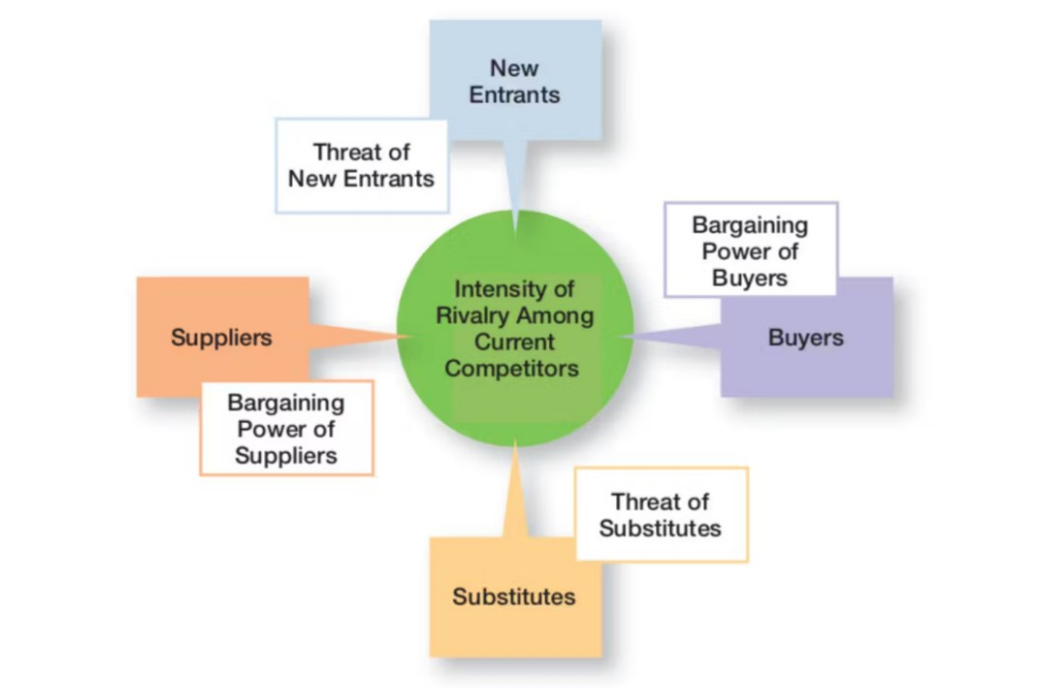 New
Entrants
Threat of
New Entrants
Bargaining
Power of
Buyers
Intensity of
Rivalry Among
Current
Competitors
Suppliers
Buyers
Bargaining
Power of
Suppliers
Threat of
Substitutes
Substitutes